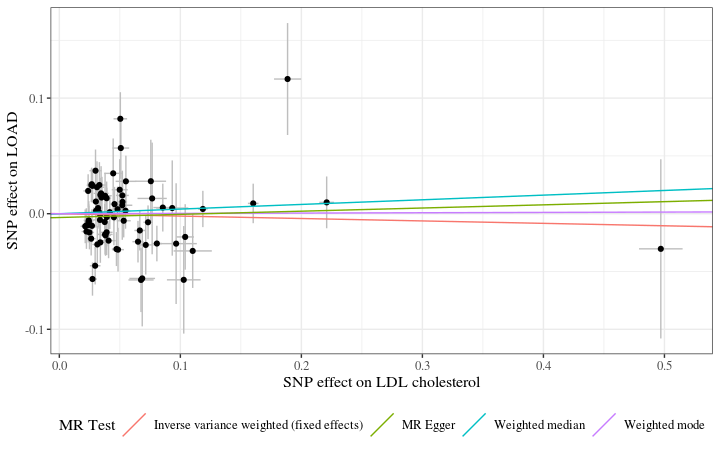 SNP effect on LOAD
0.1
0.0
-0.1
0.0 0.1 0.2 0.3 0.4 0.5
SNP effect on LDL cholesterol
MR Test Inverse variance weighted (fixed effects) MR Egger Weighted median Weighted mode